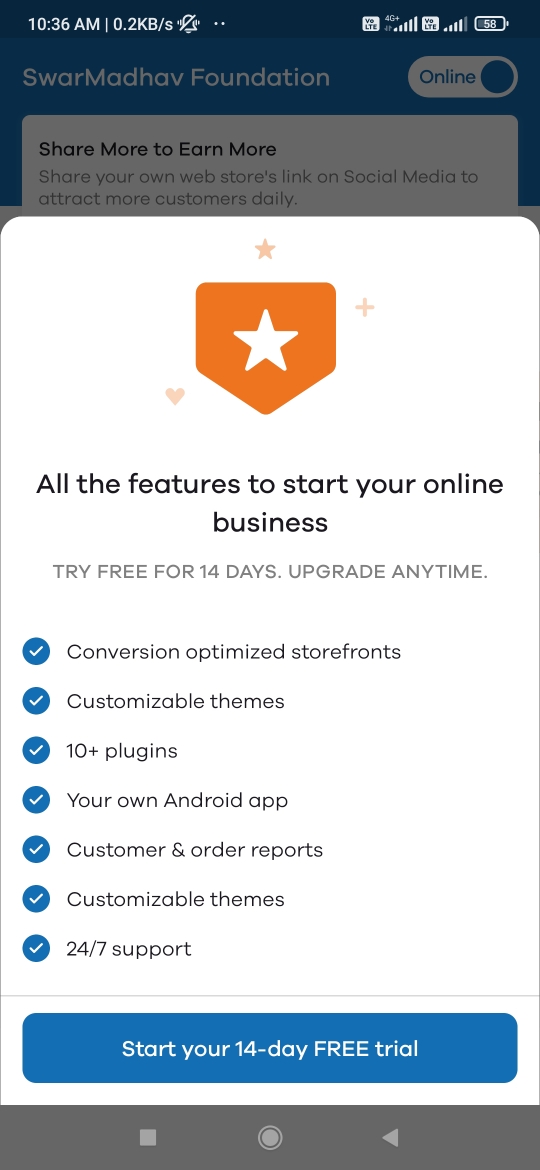 10:36 AM | 0.2KB/s
Vo LTE 4G+ Vo LTE 58
SwarMadhav Foundation
Online
Share More to Earn More
Share your own web store's link on Social Media to
attract more customers daily.
All the features to start your online
business
TRY FREE FOR 14 DAYS. UPGRADE ANYTIME.
Conversion optimized storefronts
Customizable themes
10+ plugins
Your own Android app
Customer & order reports
Customizable themes
24/7 support
Start your 14-day FREE trial